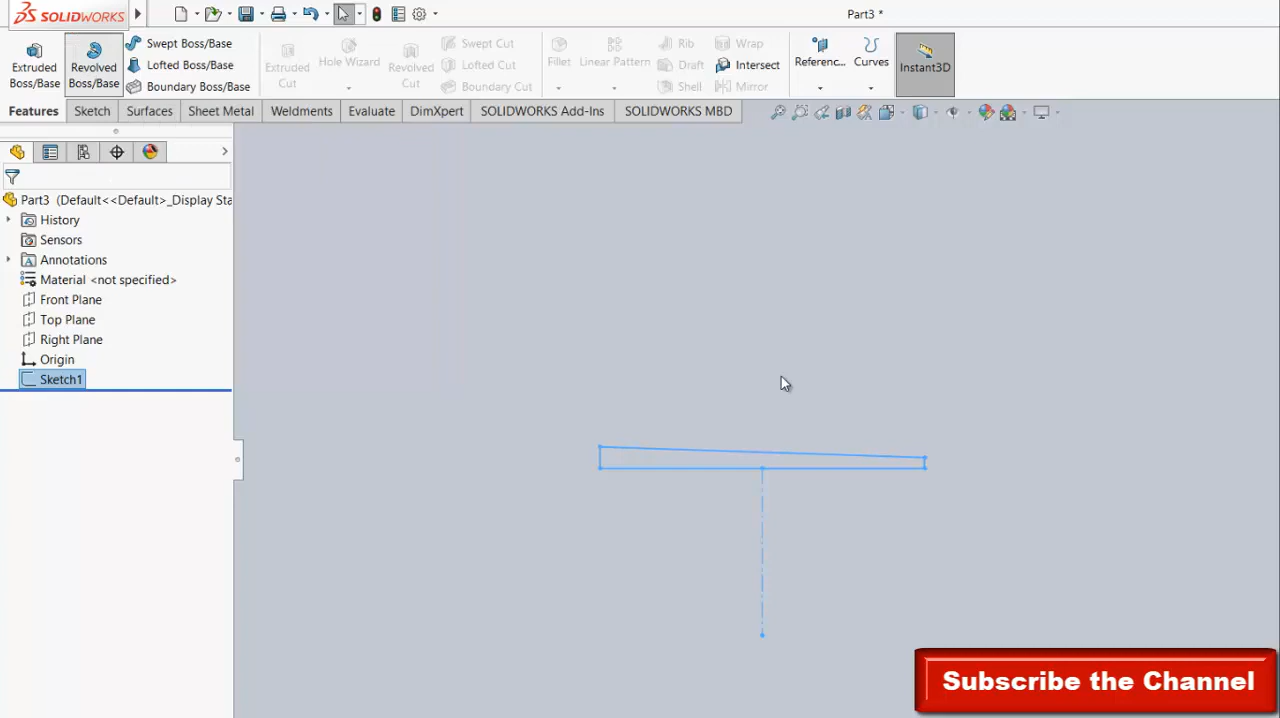 SOLIDWORKS
Part3 *
Extruded
Boss/Base
Revolved
Boss/Base
Swept Boss/Base
Lofted Boss/Base
Boundary Boss/Base
Extruded
Cut
Hole Wizard
Revolved
Cut
Swept Cut
Lofted Cut
Boundary Cut
Fillet
Linear Pattern
Rib
Draft
Shell
Wrap
Intersect
Mirror
Referenc...
Curves
Instant3D
Features
Sketch
Surfaces
Sheet Metal
Weldments
Evaluate
DimXpert
SOLIDWORKS Add-Ins
SOLIDWORKS MBD
Part3 (Default<<Default>_Display Sta
History
Sensors
Annotations
Material <not specified>
Front Plane
Top Plane
Right Plane
Origin
Sketch1
Subscribe the Channel